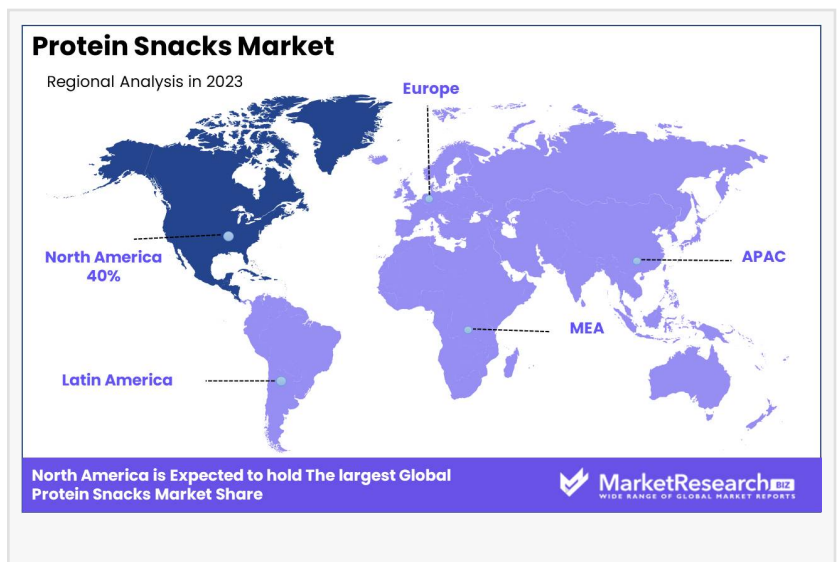 Protein Snacks Market
Regional Analysis in 2023
Europe
North America
40%
APAC
MEA
Latin America
North America is Expected to hold The largest Global
Protein Snacks Market Share
MarketResearch BIZ
WIDE RANGE OF GLOBAL MARKET REPORTS